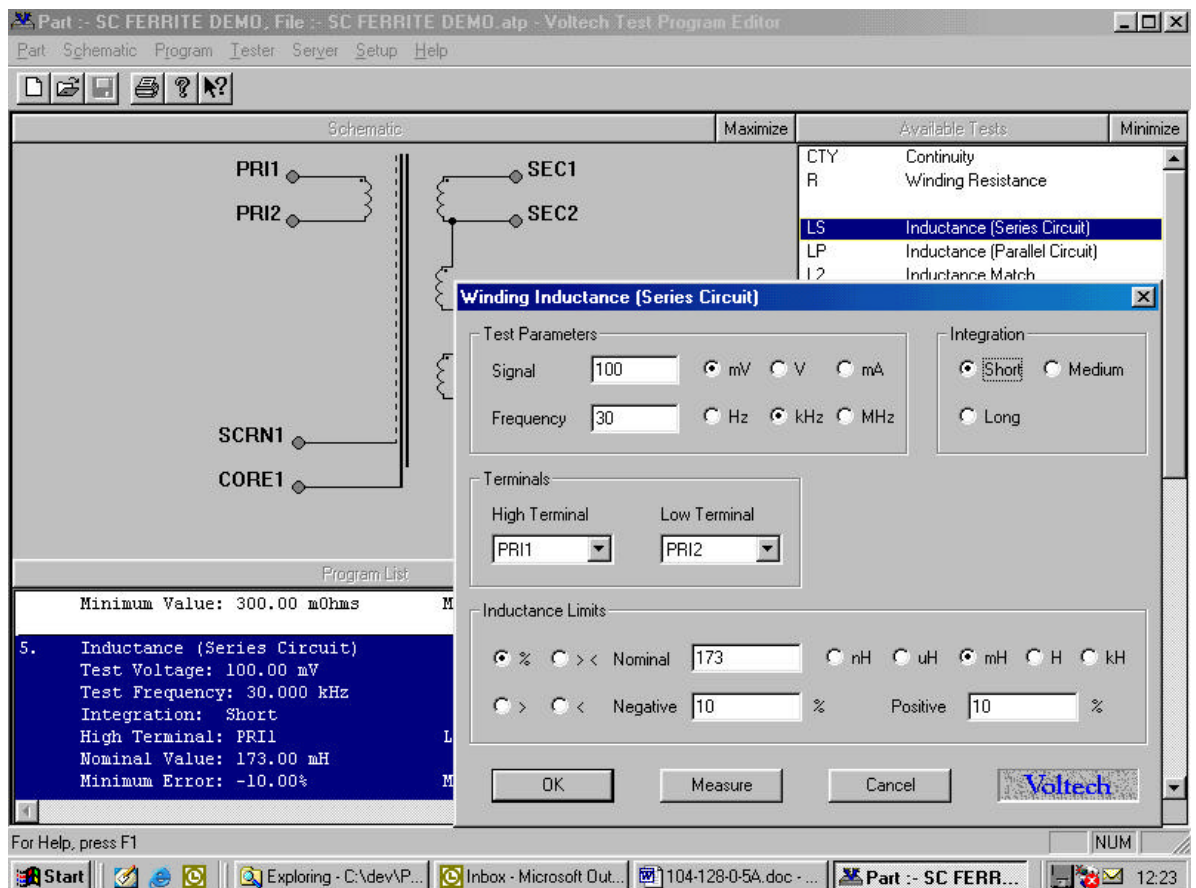 Part :- SC FERRITE DEMO, File :- SC FERRITE DEMO.atp - Voltech Test Program Editor
Part Schematic Program Tester Server Setup Help
Schematic Maximize Available Tests Minimize
PRI1 SEC1
PRI2 SEC2
SCRN1
CORE1
CTY Continuity
R Winding Resistance
LS Inductance (Series Circuit)
LP Inductance (Parallel Circuit)
L2 Inductance Match
Winding Inductance (Series Circuit)
Test Parameters
Signal 100 mV V mA
Frequency 30 Hz kHz MHz
Integration
Short Medium
Long
Terminals
High Terminal Low Terminal
PRI1 PRI2
Inductance Limits
% > < Nominal 173 nH uH mH H kH
> < Negative 10 % Positive 10 %
OK Measure Cancel Voltech
Program List
Minimum Value: 300.00 mOhms M
5. Inductance (Series Circuit)
Test Voltage: 100.00 mV
Test Frequency: 30.000 kHz
Integration: Short
High Terminal: PRI1 L
Nominal Value: 173.00 mH
Minimum Error: -10.00% M
For Help, press F1 NUM
Start Exploring - C:\dev\P... Inbox - Microsoft Out... 104-128-0-5A.doc - ... Part :- SC FERR... 12:23